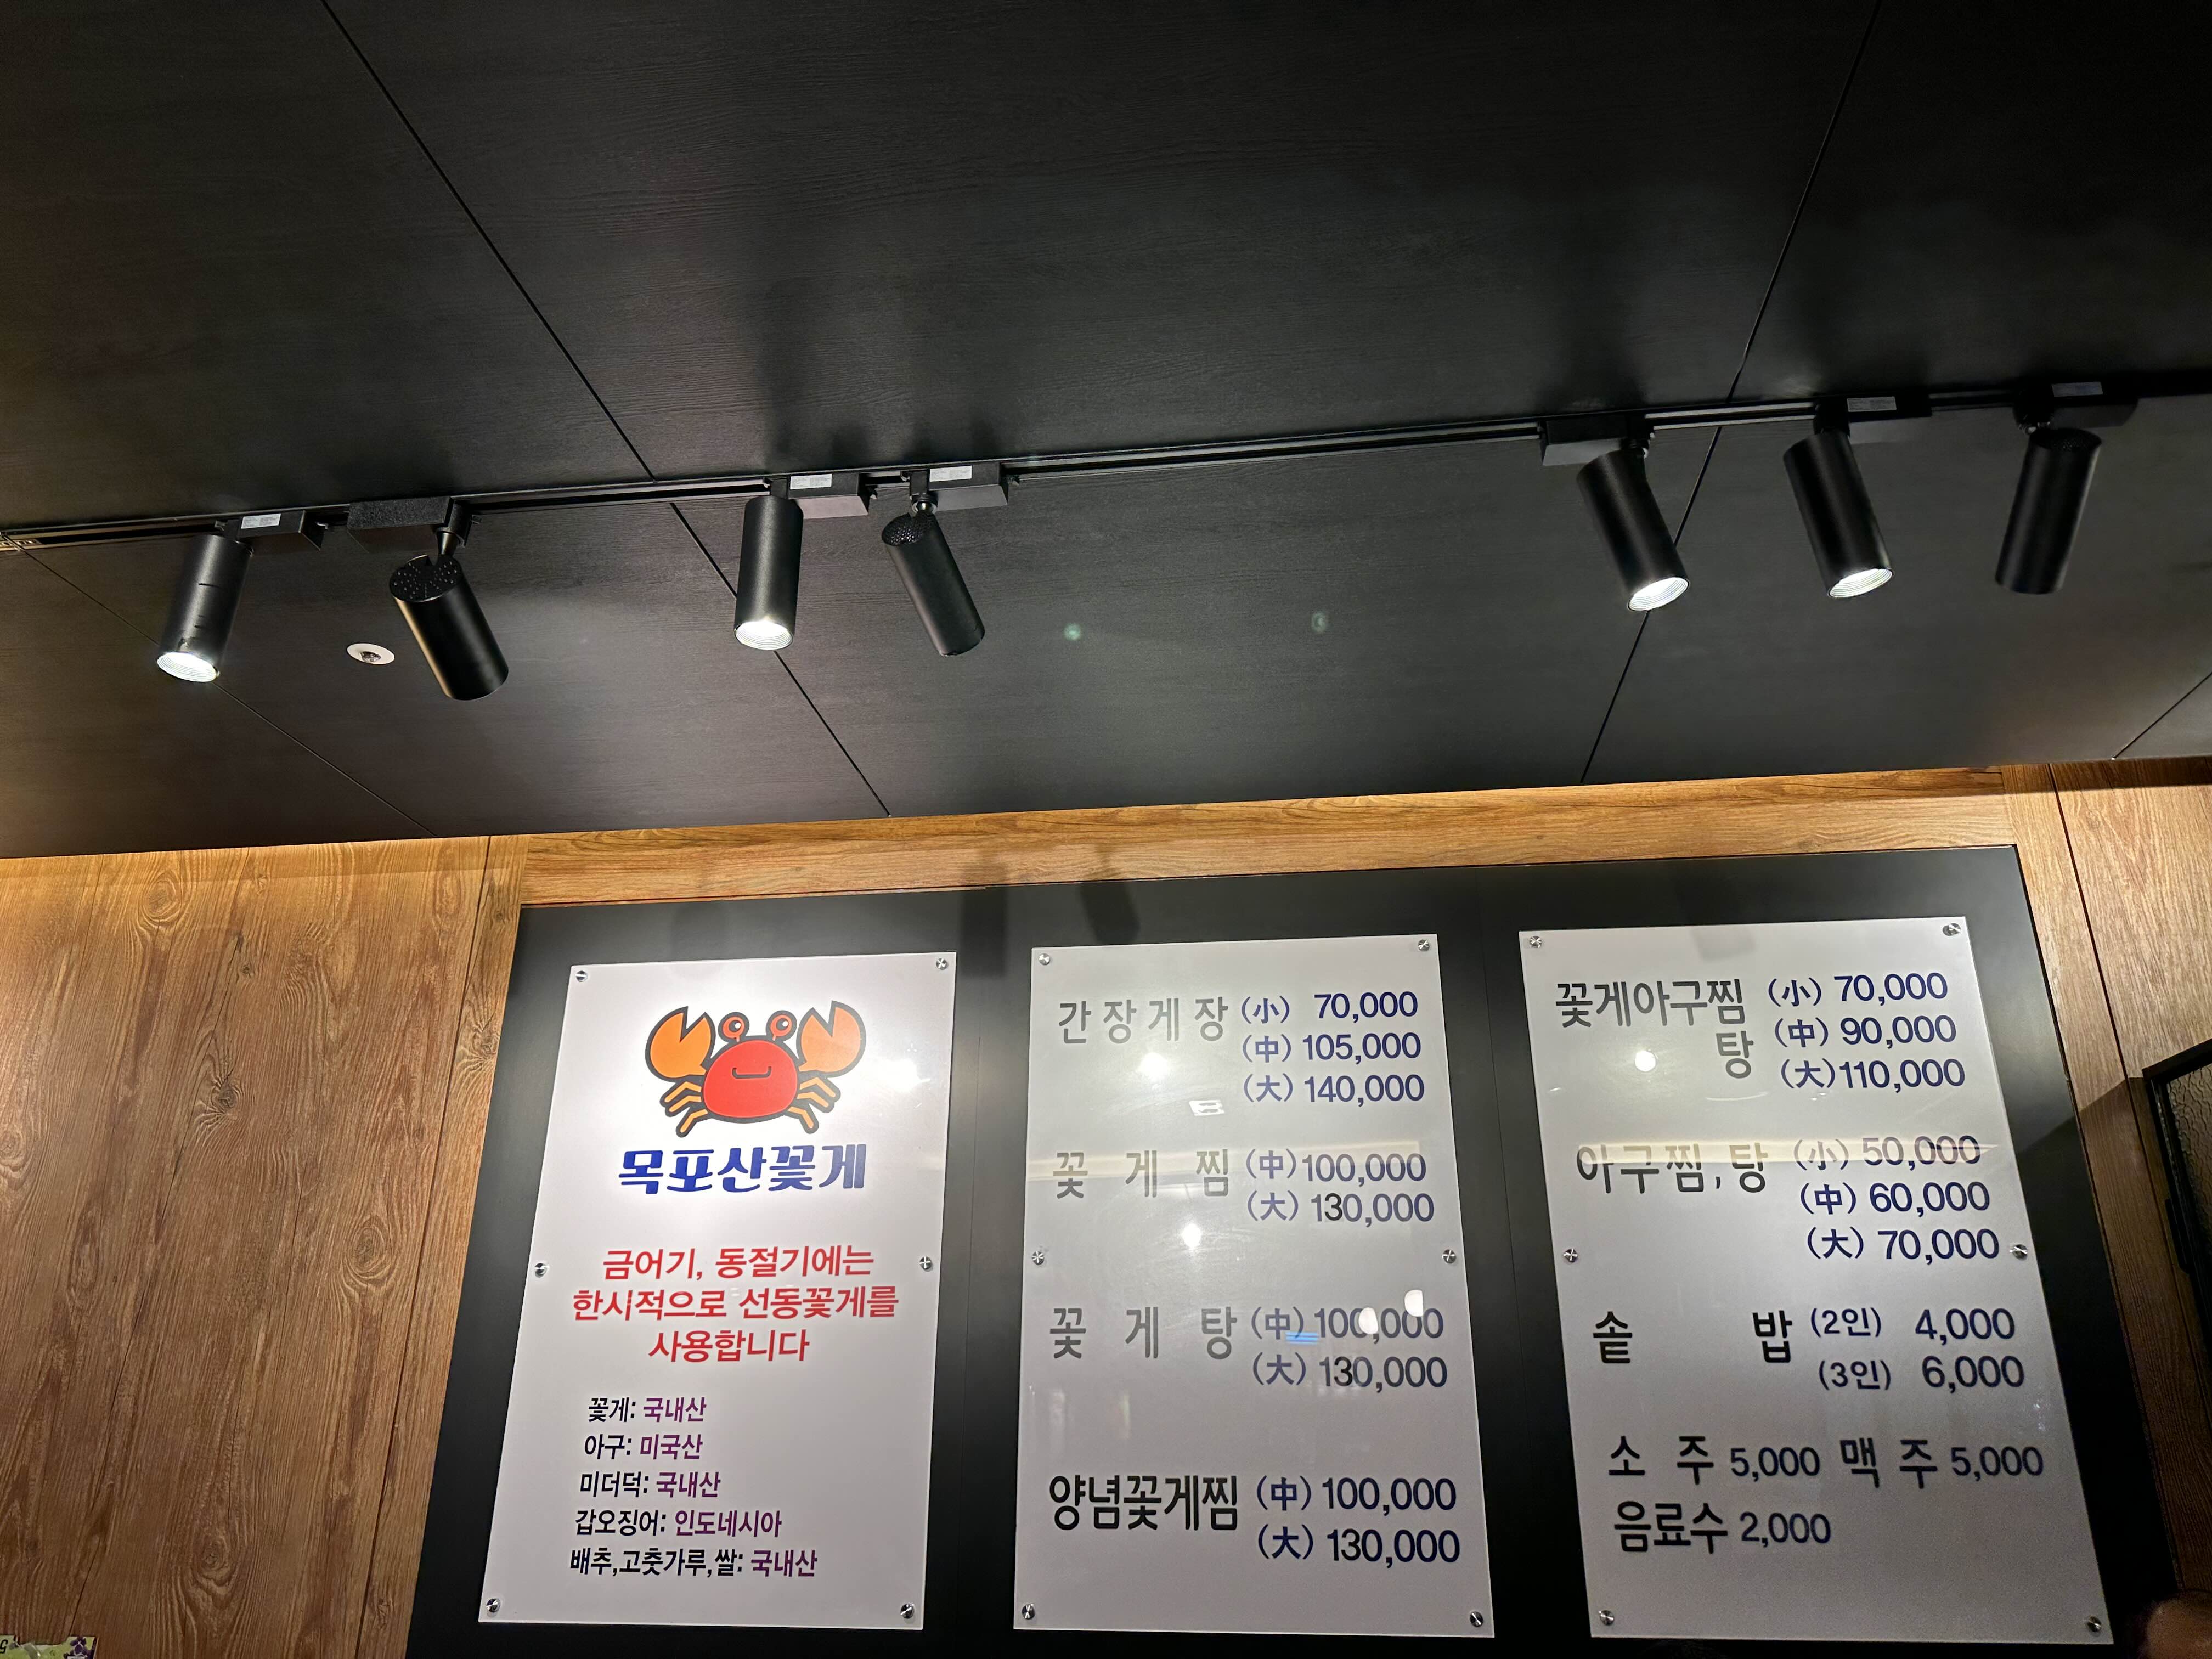 목포산꽃게
금어기, 동절기에는
한시적으로 선동꽃게를
사용합니다
꽃게: 국내산
아구: 미국산
미더덕: 국내산
갑오징어: 인도네시아
배추,고춧가루,쌀: 국내산
간장게장 (小) 70,000
(中) 105,000
(大) 140,000
꽃게찜 (中) 100,000
(大) 130,000
꽃게탕 (中) 100,000
(大) 130,000
양념꽃게찜 (中) 100,000
(大) 130,000
꽃게아구찜 (小) 70,000
탕 (中) 90,000
(大) 110,000
아구찜, 탕 (小) 50,000
(中) 60,000
(大) 70,000
솥밥 (2인) 4,000
(3인) 6,000
소주 5,000 맥주 5,000
음료수 2,000